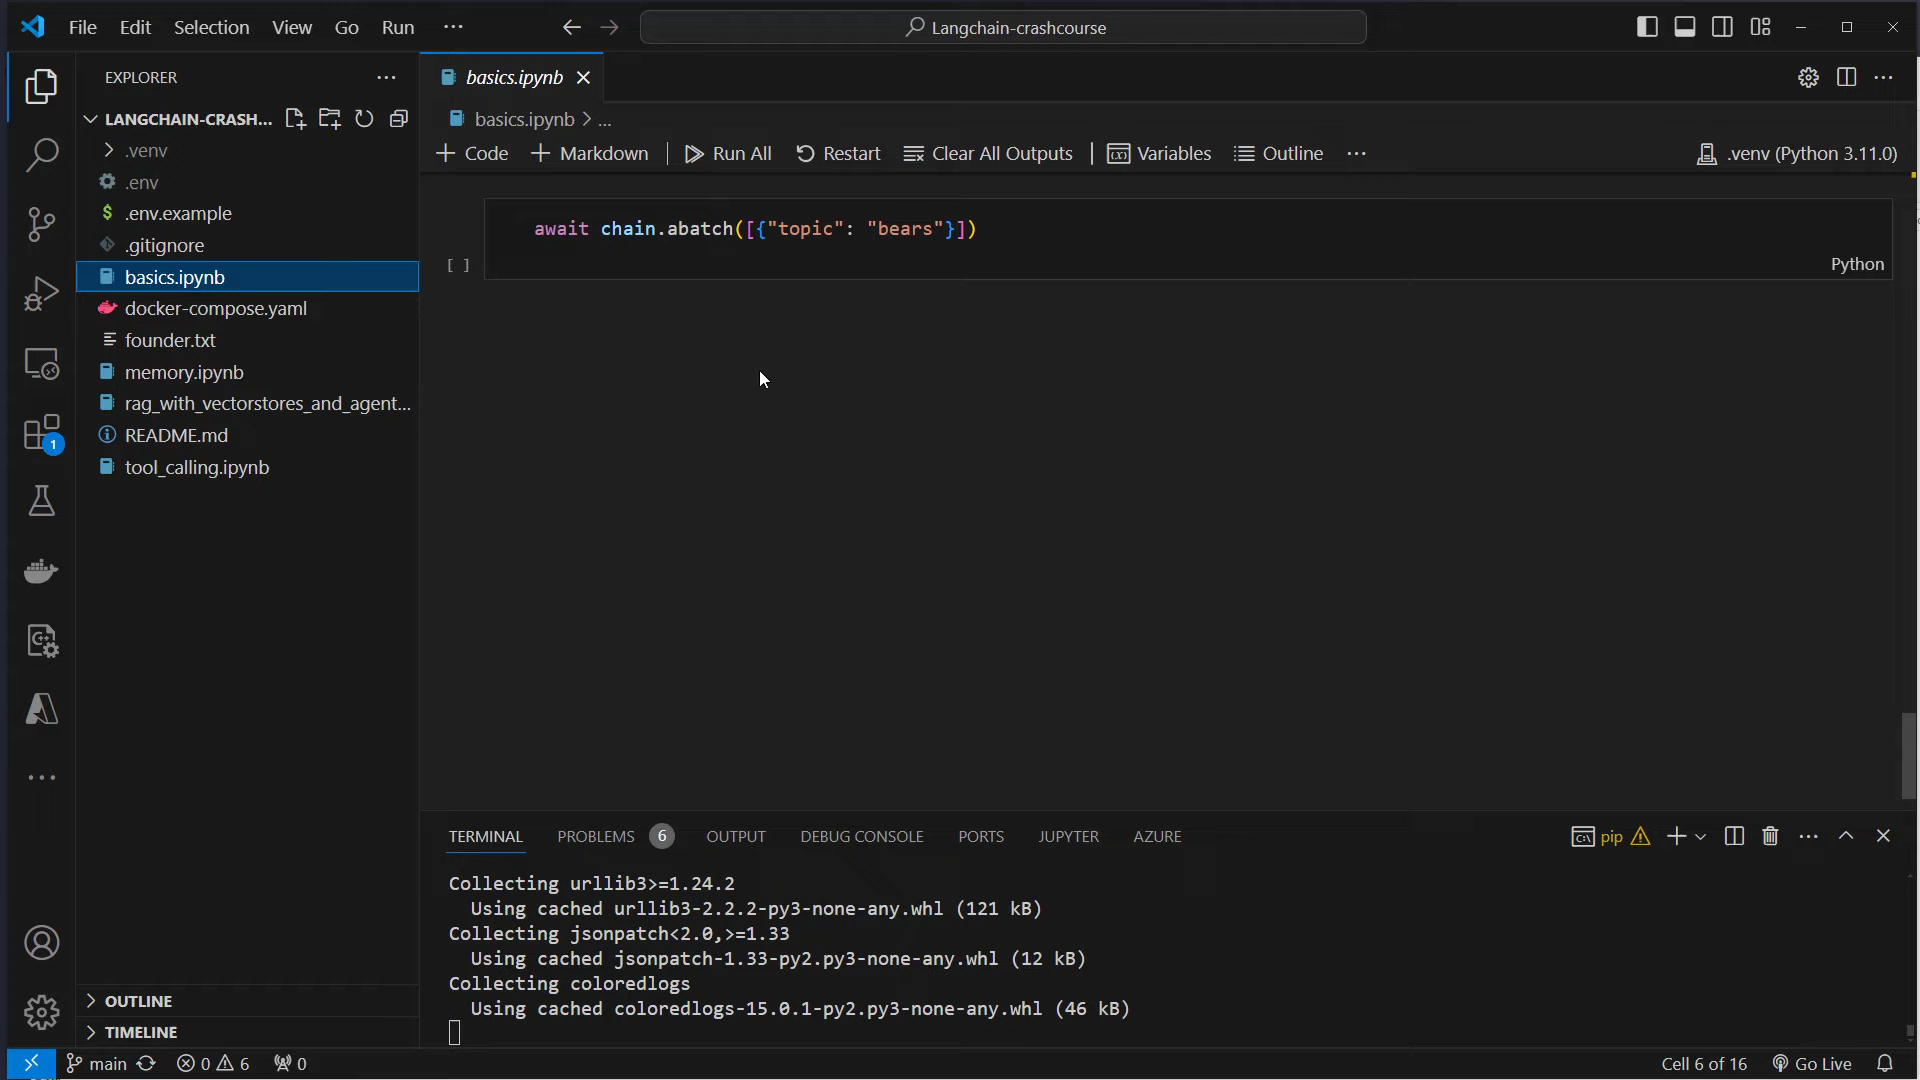 File Edit Selection View Go Run ···
Langchain-crashcourse
EXPLORER
LANGCHAIN-CRASH...
.venv
.env
.env.example
.gitignore
basics.ipynb
docker-compose.yaml
founder.txt
memory.ipynb
rag_with_vectorstores_and_agent...
README.md
tool_calling.ipynb
OUTLINE
TIMELINE
1
basics.ipynb
basics.ipynb > ...
Code Markdown Run All Restart Clear All Outputs Variables Outline ··· .venv (Python 3.11.0)
await chain.abatch([{"topic": "bears"}])
[ ]
Python
TERMINAL PROBLEMS 6 OUTPUT DEBUG CONSOLE PORTS JUPYTER AZURE pip
Collecting urllib3>=1.24.2
Using cached urllib3-2.2.2-py3-none-any.whl (121 kB)
Collecting jsonpatch<2.0,>=1.33
Using cached jsonpatch-1.33-py2.py3-none-any.whl (12 kB)
Collecting coloredlogs
Using cached coloredlogs-15.0.1-py2.py3-none-any.whl (46 kB)
main 0 6 0 Cell 6 of 16 Go Live